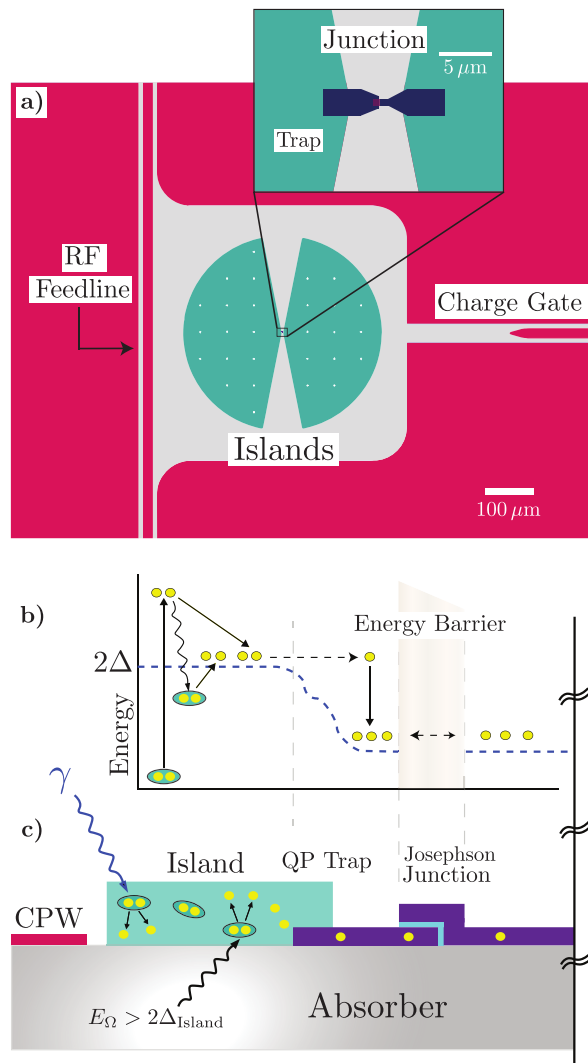 a)
Junction
5 μm
Trap
RF
Feedline
Charge Gate
Islands
100 μm
b)
Energy Barrier
2Δ
Energy
γ
c)
Island
QP Trap
Josephson
Junction
CPW
E_Ω > 2Δ_Island
Absorber